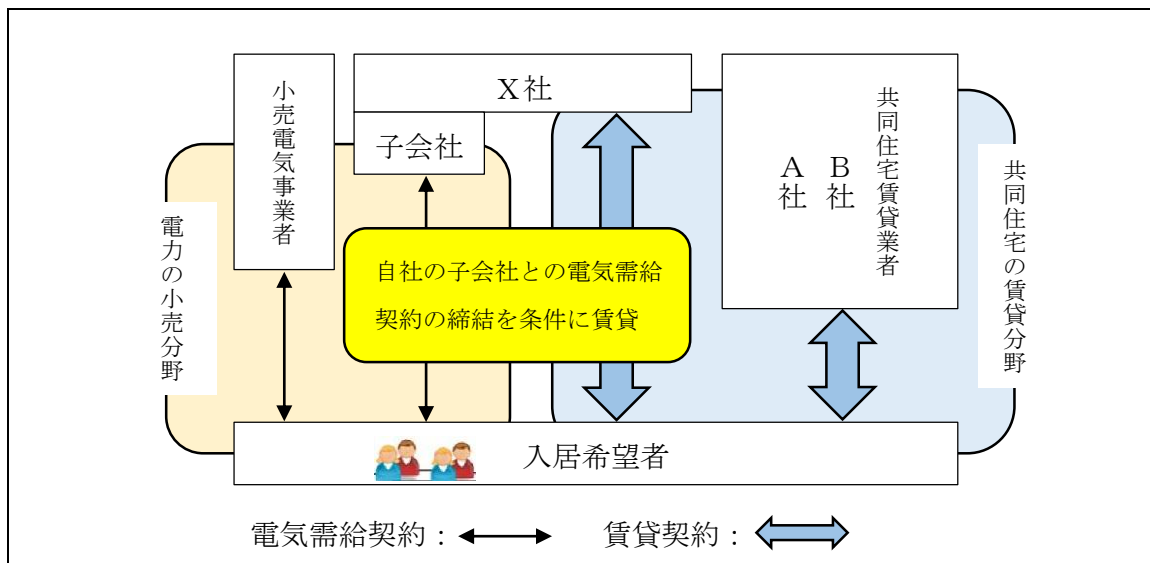 X社
子会社
小売電気事業者
共同住宅賃貸業者
B社
A社
電力の小売分野
共同住宅の賃貸分野
自社の子会社との電気需給
契約の締結を条件に賃貸
入居希望者
電気需給契約：
賃貸契約：